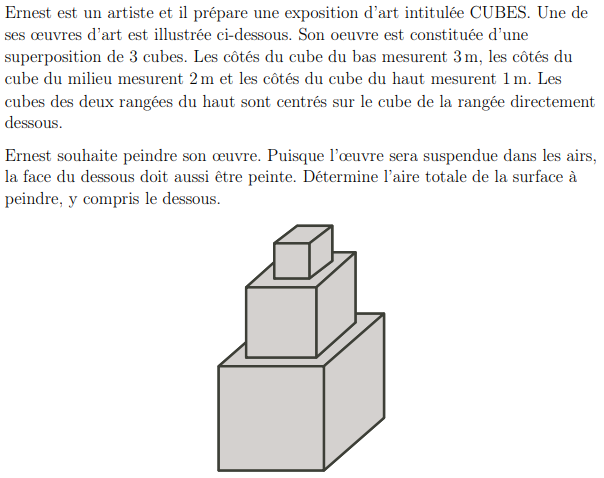 Ernest est un artiste et il prépare une exposition d'art intitulée CUBES. Une de
ses œuvres d'art est illustrée ci-dessous. Son oeuvre est constituée d'une
superposition de 3 cubes. Les côtés du cube du bas mesurent 3 m, les côtés du
cube du milieu mesurent 2 m et les côtés du cube du haut mesurent 1 m. Les
cubes des deux rangées du haut sont centrés sur le cube de la rangée directement
dessous.
Ernest souhaite peindre son œuvre. Puisque l'œuvre sera suspendue dans les airs,
la face du dessous doit aussi être peinte. Détermine l'aire totale de la surface à
peindre, y compris le dessous.